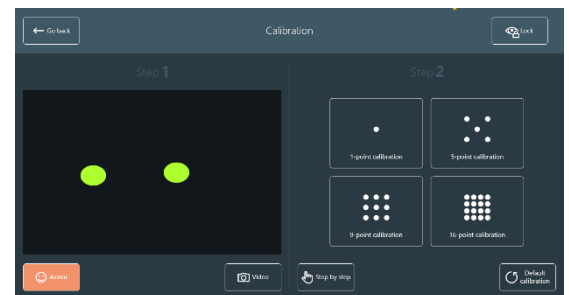 Go back
Calibration
Lock
Step 1
Step 2
1-point calibration
5-point calibration
9-point calibration
16-point calibration
Avatar
Video
Step by step
Default
calibration